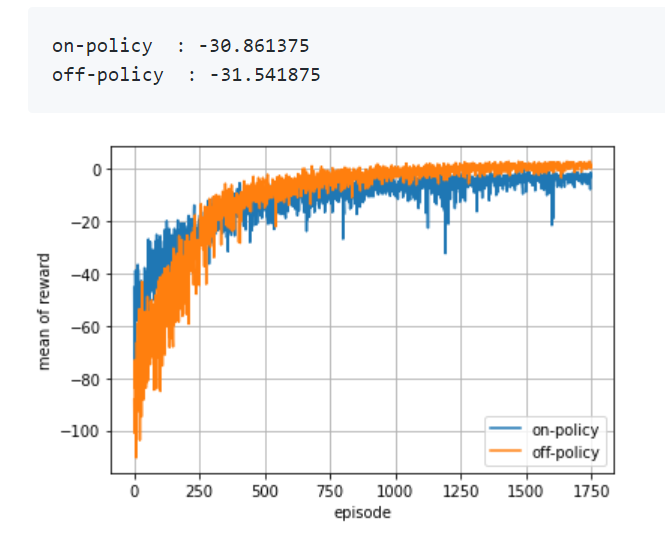 on-policy : -30.861375
off-policy : -31.541875
0
−20
−40
−60
−80
−100
mean of reward
0 250 500 750 1000 1250 1500 1750
episode
on-policy
off-policy